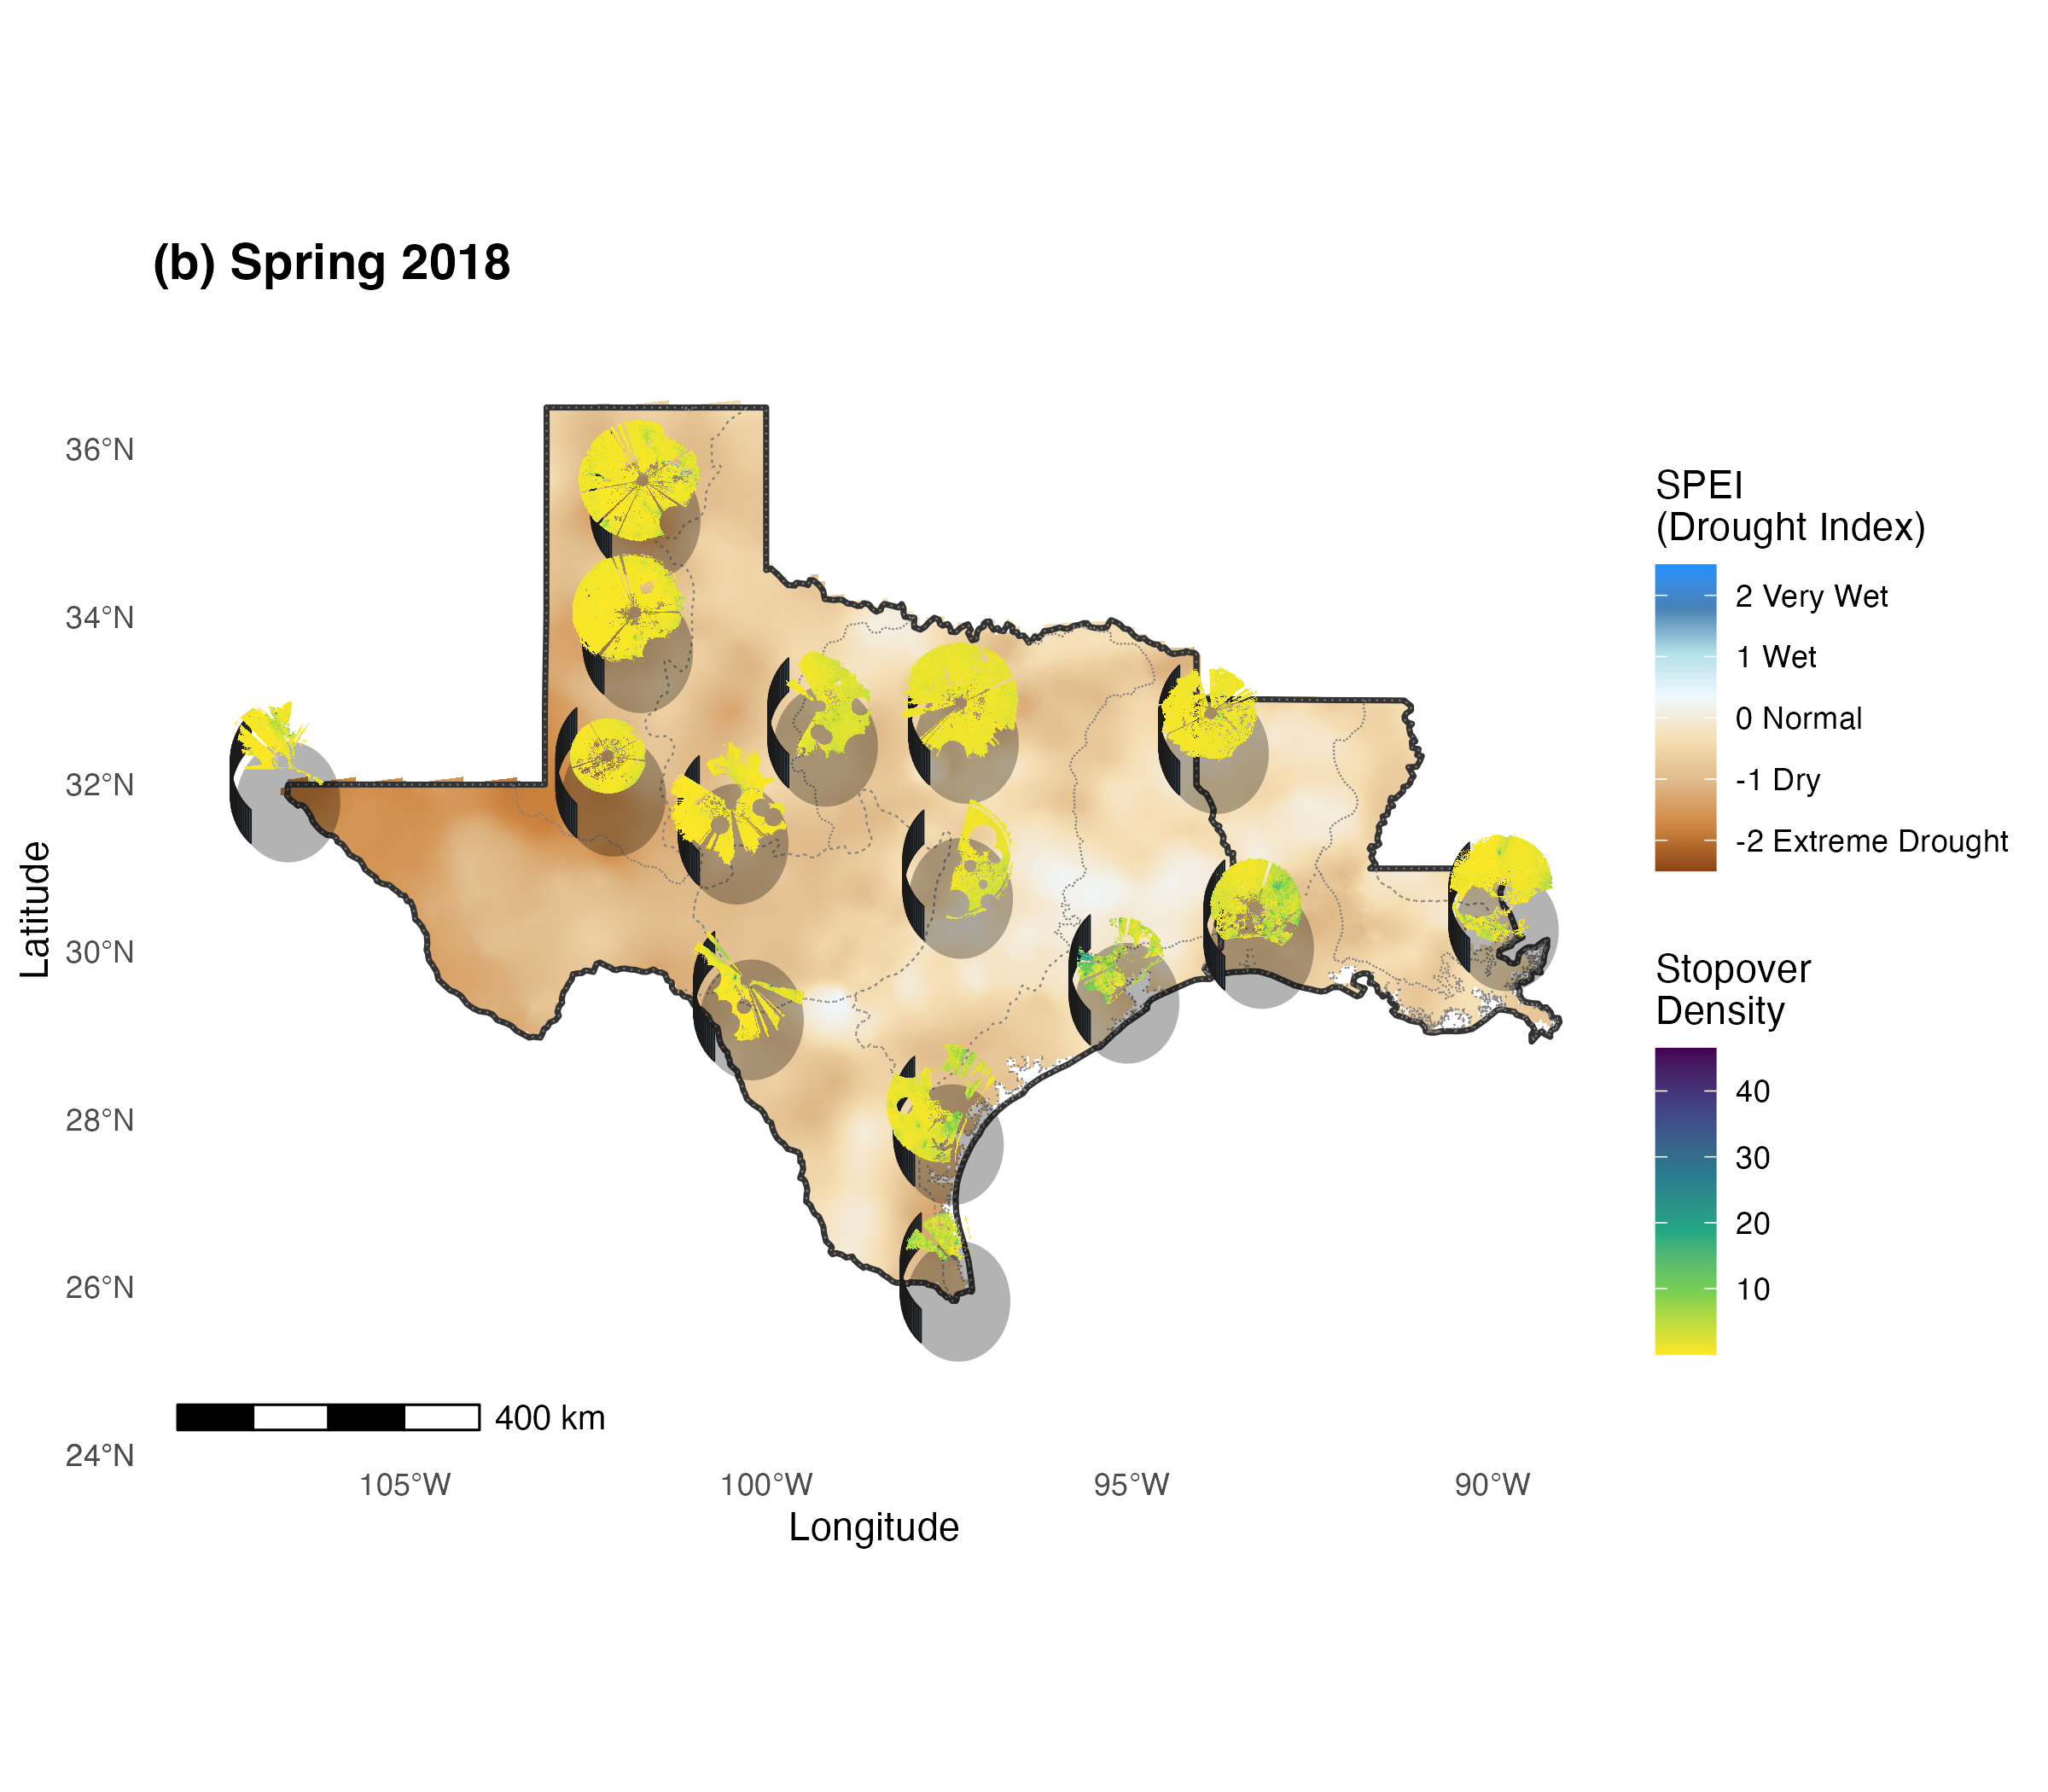 (b) Spring 2018
36°N
34°N
32°N
30°N
28°N
26°N
24°N
Latitude
105°W
100°W
95°W
90°W
Longitude
400 km
SPEI
(Drought Index)
2 Very Wet
1 Wet
0 Normal
-1 Dry
-2 Extreme Drought
Stopover
Density
40
30
20
10